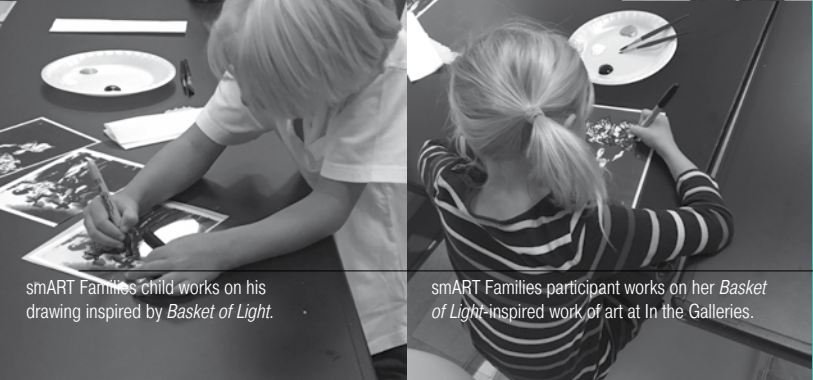 smART Families child works on his
drawing inspired by Basket of Light.
smART Families participant works on her Basket
of Light-inspired work of art at In the Galleries.